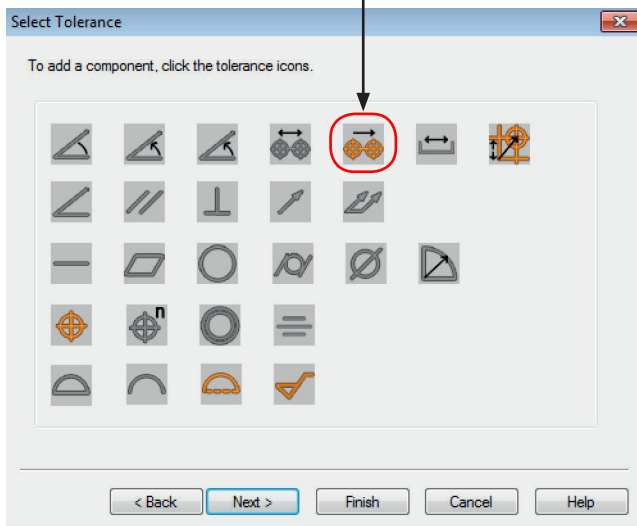 Select Tolerance
To add a component, click the tolerance icons.
n
< Back Next > Finish Cancel Help